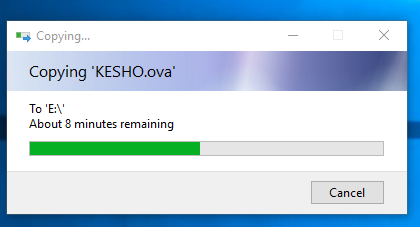 Copying...
Copying 'KESHO.ova'
To 'E:\'
About 8 minutes remaining
Cancel